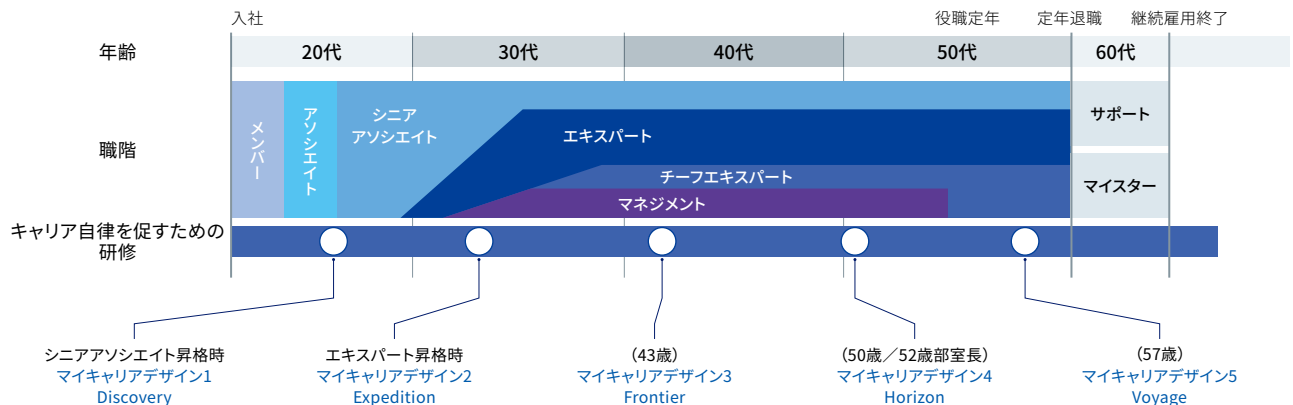 入社
役職定年
定年退職
継続雇用終了
年齢
20代
30代
40代
50代
60代
職階
メンバー
アソシエイト
シニア
アソシエイト
エキスパート
チーフエキスパート
マネジメント
サポート
マイスター
キャリア自律を促すための
研修
シニアアソシエイト昇格時
マイキャリアデザイン1
Discovery
エキスパート昇格時
マイキャリアデザイン2
Expedition
(43歳)
マイキャリアデザイン3
Frontier
(50歳／52歳部室長)
マイキャリアデザイン4
Horizon
(57歳)
マイキャリアデザイン5
Voyage